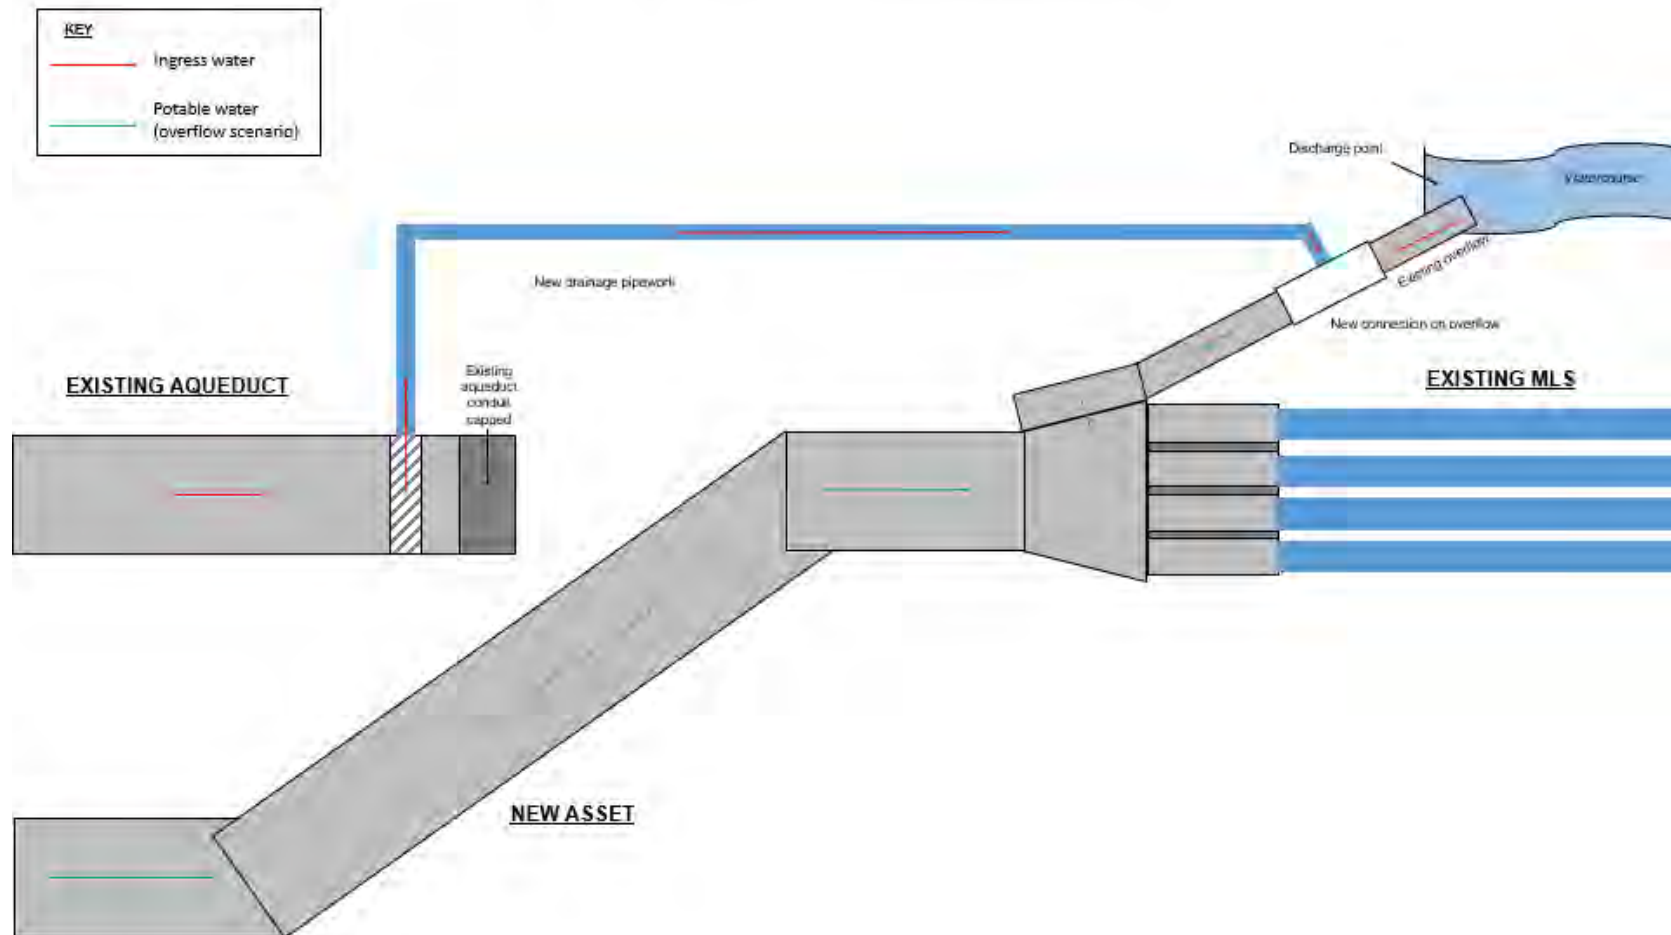 KEY
Ingress water
Potable water
(overflow scenario)
Discharge point
Watercourse
Existing overflow
New drainage pipework
New connection on overflow
EXISTING AQUEDUCT
Existing
aqueduct
conduit
capped
EXISTING MLS
NEW ASSET